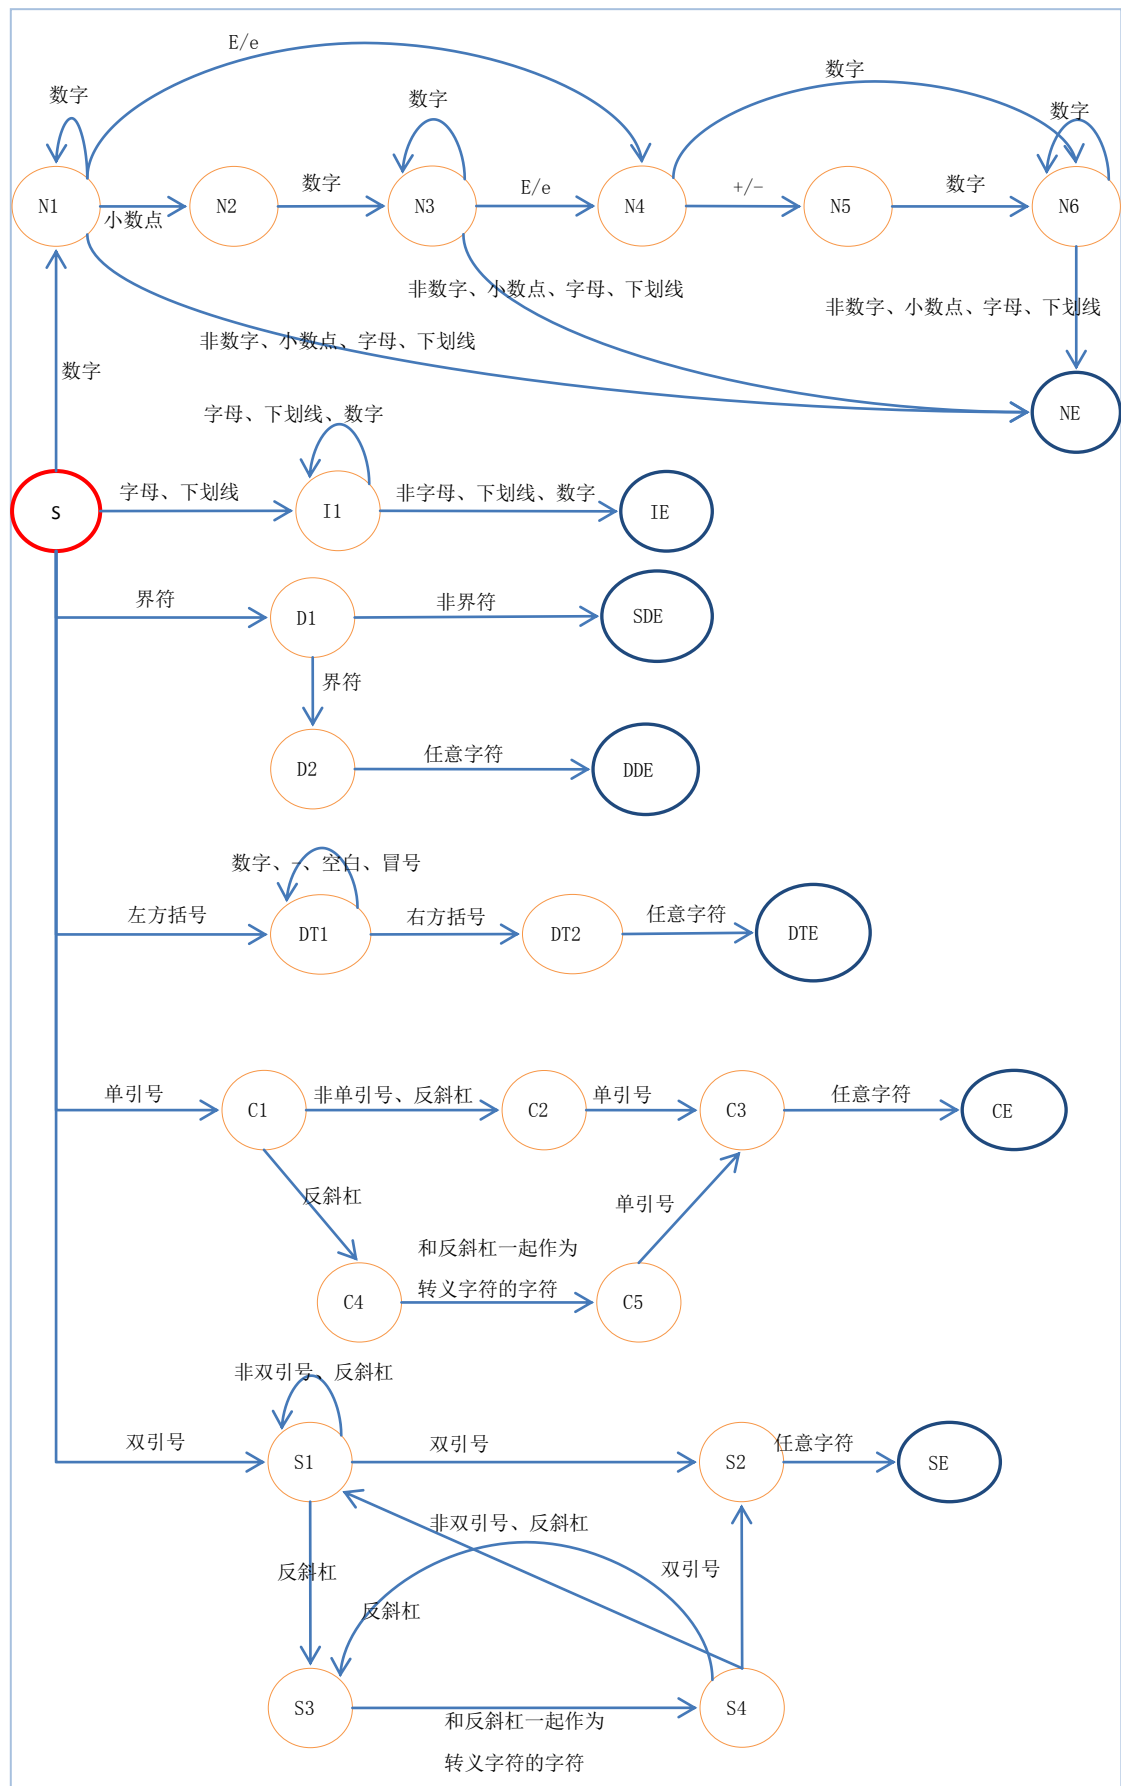 E/e
数字
数字
数字
数字
N1
小数点
N2
数字
N3
E/e
N4
+/-
N5
数字
N6
非数字、小数点、字母、下划线
非数字、小数点、字母、下划线
非数字、小数点、字母、下划线
数字
NE
字母、下划线、数字
S
字母、下划线
I1
非字母、下划线、数字
IE
界符
D1
非界符
SDE
界符
D2
任意字符
DDE
数字、-、空白、冒号
左方括号
DT1
右方括号
DT2
任意字符
DTE
单引号
C1
非单引号、反斜杠
C2
单引号
C3
任意字符
CE
反斜杠
单引号
和反斜杠一起作为
转义字符的字符
C4
C5
非双引号、反斜杠
双引号
S1
双引号
S2
任意字符
SE
非双引号、反斜杠
反斜杠
双引号
反斜杠
S3
S4
和反斜杠一起作为
转义字符的字符